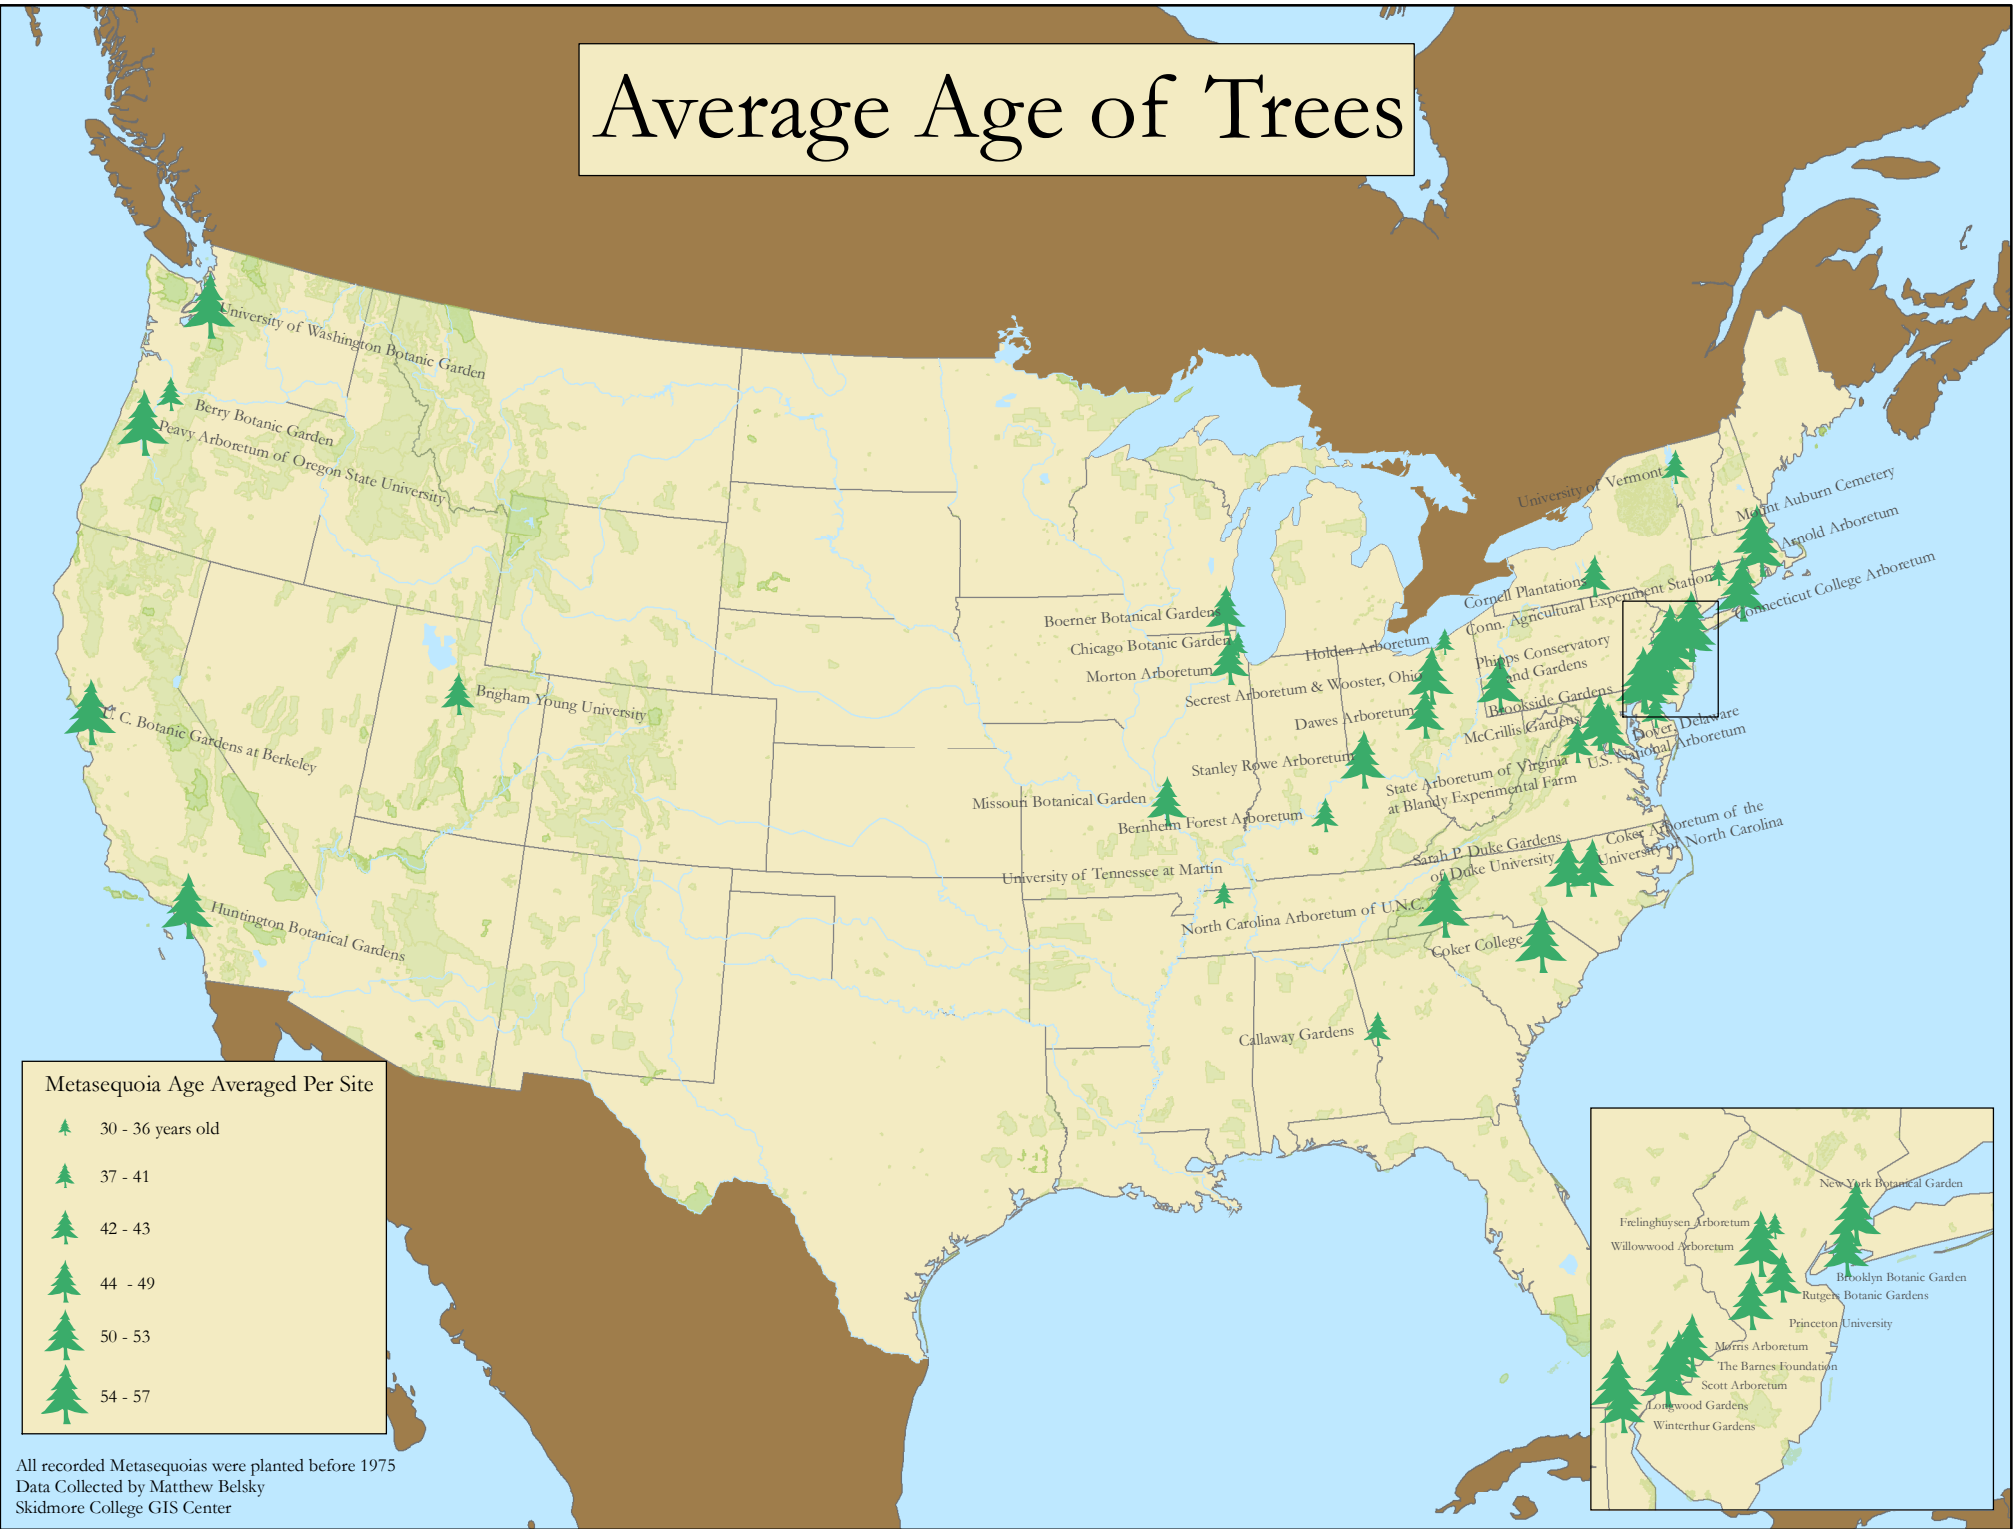 Average Age of Trees
University of Washington Botanic Garden
Berry Botanic Garden
Peavy Arboretum of Oregon State University
University of Vermont
Mount Auburn Cemetery
Arnold Arboretum
Connecticut College Arboretum
Cornell Plantations
Conn. Agricultural Experiment Station
Boerner Botanical Gardens
Chicago Botanic Garden
Morton Arboretum
Holden Arboretum
Phipps Conservatory
and Gardens
Secrest Arboretum & Wooster, Ohio
Brookside Gardens
Dawes Arboretum
McCrillis Gardens
Dover, Delaware
U.S. National Arboretum
Brigham Young University
U. C. Botanic Gardens at Berkeley
Stanley Rowe Arboretum
State Arboretum of Virginia
at Blandy Experimental Farm
Missouri Botanical Garden
Bernheim Forest Arboretum
Coker Arboretum of the
University of North Carolina
Sarah P. Duke Gardens
of Duke University
University of Tennessee at Martin
North Carolina Arboretum of U.N.C.
Huntington Botanical Gardens
Coker College
Callaway Gardens
Metasequoia Age Averaged Per Site
30 - 36 years old
37 - 41
42 - 43
44 - 49
50 - 53
54 - 57
New York Botanical Garden
Frelinghuysen Arboretum
Willowwood Arboretum
Brooklyn Botanic Garden
Rutgers Botanic Gardens
Princeton University
Morris Arboretum
The Barnes Foundation
Scott Arboretum
Longwood Gardens
Winterthur Gardens
All recorded Metasequoias were planted before 1975
Data Collected by Matthew Belsky
Skidmore College GIS Center